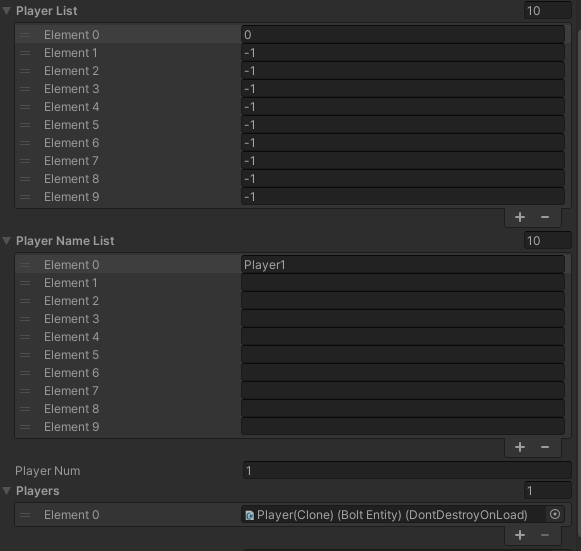 Player List 10
Element 0 0
Element 1 -1
Element 2 -1
Element 3 -1
Element 4 -1
Element 5 -1
Element 6 -1
Element 7 -1
Element 8 -1
Element 9 -1
+ -
Player Name List 10
Element 0 Player1
Element 1
Element 2
Element 3
Element 4
Element 5
Element 6
Element 7
Element 8
Element 9
+ -
Player Num 1
Players 1
Element 0 Player(Clone) (Bolt Entity) (DontDestroyOnLoad)
+ -